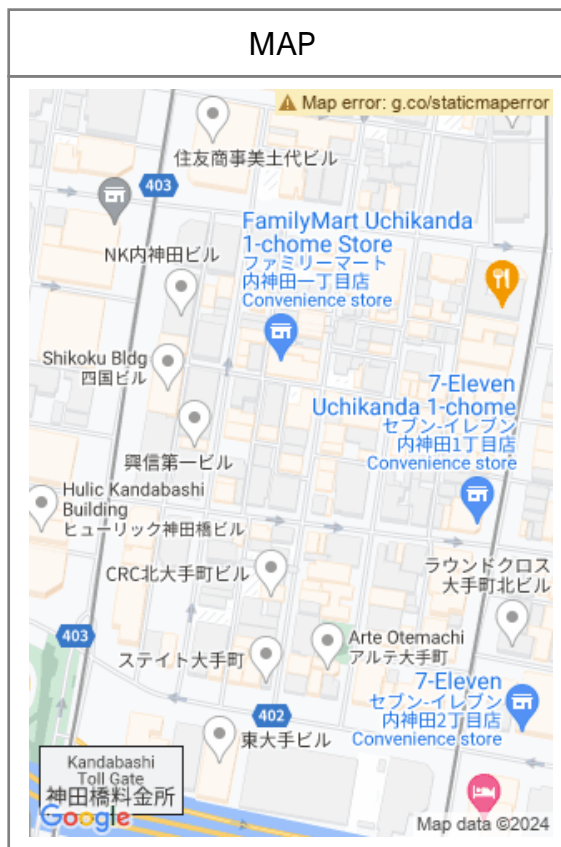 MAP
Map error: g.co/staticmaperror
住友商事美土代ビル
403
FamilyMart Uchikanda
1-chome Store
ファミリーマート
内神田一丁目店
Convenience store
NK内神田ビル
Shikoku Bldg
四国ビル
7-Eleven
Uchikanda 1-chome
セブン-イレブン
内神田1丁目店
Convenience store
興信第一ビル
Hulic Kandabashi
Building
ヒューリック神田橋ビル
CRC北大手町ビル
ラウンドクロス
大手町北ビル
403
Arte Otemachi
アルテ大手町
ステイト大手町
7-Eleven
セブン-イレブン
内神田2丁目店
Convenience store
402
東大手ビル
Kandabashi
Toll Gate
神田橋料金所
Google
Map data ©2024